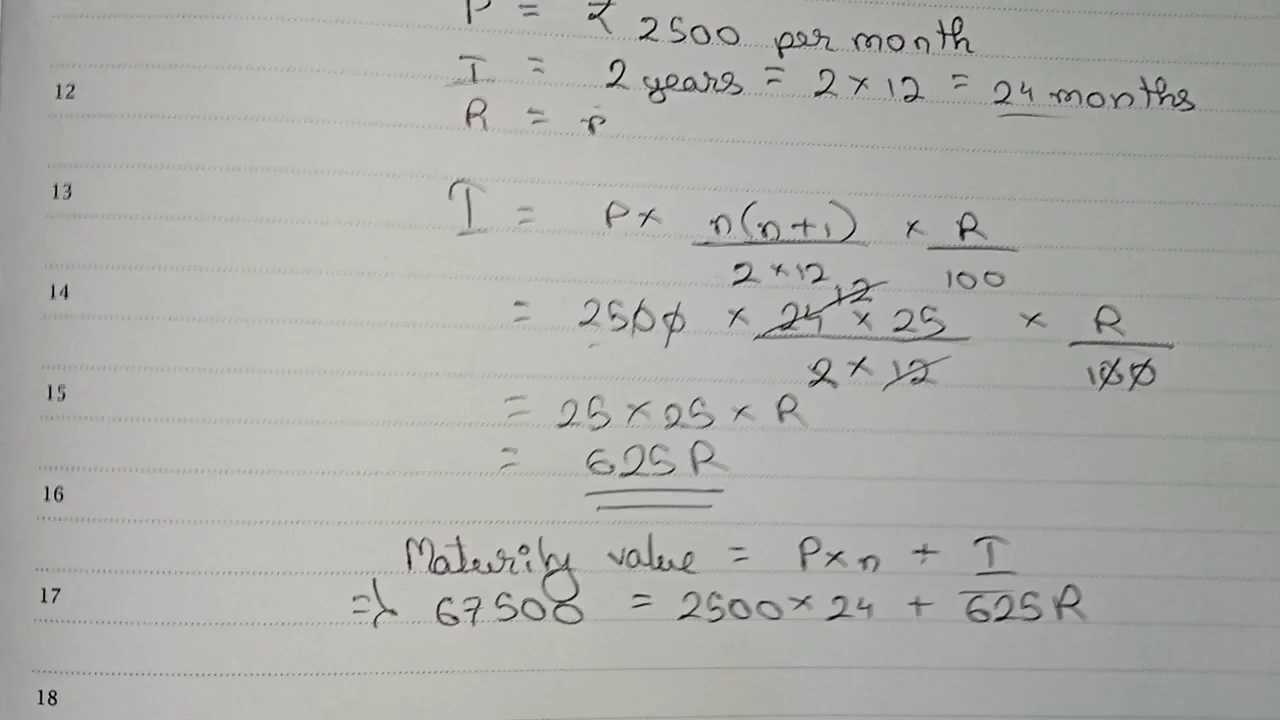 P = ₹ 2500 per month
I = 2 years = 2 × 12 = 24 months
12
R = r
13
I = P × n(n+1) / 2 × 12 × R / 100
14
= 2500 × 24 12 × 25 / 2 × 12 × R / 100
15
= 25 × 25 × R
= 625 R
16
Maturity value = P × n + I
17
=> 67500 = 2500 × 24 + 625 R
18